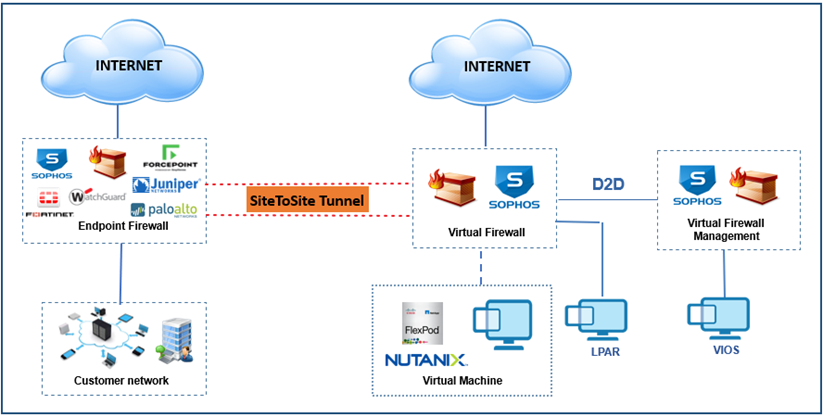 INTERNET
INTERNET
SOPHOS
FORCEPOINT
Juniper
NETWORKS
FORTINET
WatchGuard
paloalto
NETWORKS
Endpoint Firewall
SiteToSite Tunnel
SOPHOS
Virtual Firewall
D2D
SOPHOS
Virtual Firewall
Management
Customer network
FlexPod
NUTANIX
Virtual Machine
LPAR
VIOS